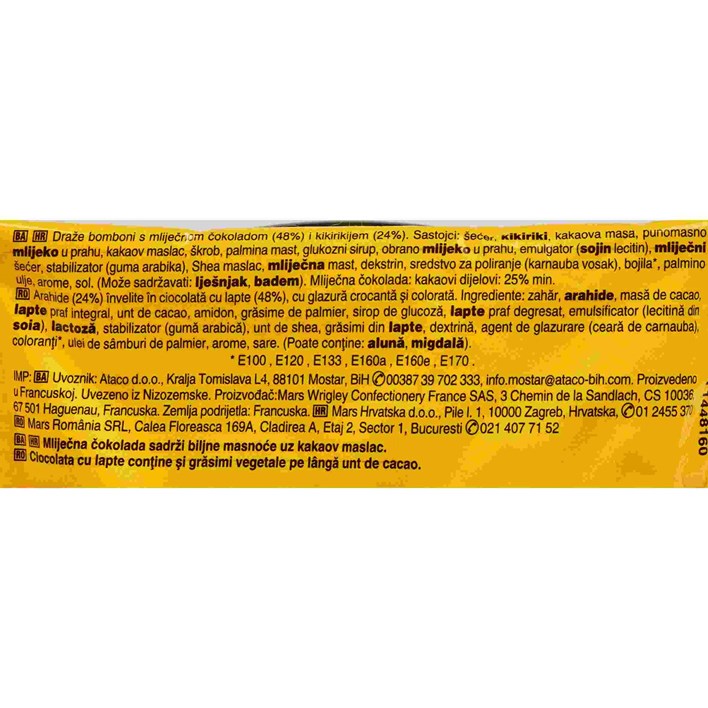 BA HR Draže bomboni s mliječnom čokoladom (48%) i kikirikijem (24%). Sastojci: šećer, kikiriki, kakaova masa, punomasno
mlijeko u prahu, kakaov maslac, škrob, palmina mast, glukozni sirup, obrano mlijeko u prahu, emulgator (sojin lecitin), mliječni
šećer, stabilizator (guma arabika), Shea maslac, mliječna mast, dekstrin, sredstvo za poliranje (karnauba vosak), bojila*, palmino
ulje, arome, sol. (Može sadržavati: lješnjak, badem). Mliječna čokolada: kakaovi dijelovi: 25% min.
RO Arahide (24%) învelite în ciocolată cu lapte (48%), cu glazură crocantă și colorată. Ingrediente: zahăr, arahide, masă de cacao,
lapte praf integral, unt de cacao, amidon, grăsime de palmier, sirop de glucoză, lapte praf degresat, emulsificator (lecitină din
soia), lactoză, stabilizator (gumă arabică), unt de shea, grăsimi din lapte, dextrină, agent de glazurare (ceară de carnauba),
coloranți*, ulei de sâmburi de palmier, arome, sare. (Poate conține: alună, migdală).
* E100 , E120 , E133 , E160a , E160e , E170 .
IMP: BA Uvoznik: Ataco d.o.o., Kralja Tomislava L4, 88101 Mostar, BiH 00387 39 702 333, info.mostar@ataco-bih.com. Proizvedeno
u Francuskoj. Uvezeno iz Nizozemske. Proizvođač:Mars Wrigley Confectionery France SAS, 3 Chemin de la Sandlach, CS 10036
67 501 Haguenau, Francuska. Zemlja podrijetla: Francuska. HR Mars Hrvatska d.o.o., Pile I. 1, 10000 Zagreb, Hrvatska, 01 2455 370
RO Mars România SRL, Calea Floreasca 169A, Cladirea A, Etaj 2, Sector 1, Bucuresti 021 407 71 52
BA HR Mliječna čokolada sadrži biljne masnoće uz kakaov maslac.
RO Ciocolata cu lapte conține și grăsimi vegetale pe lângă unt de cacao.
1448160